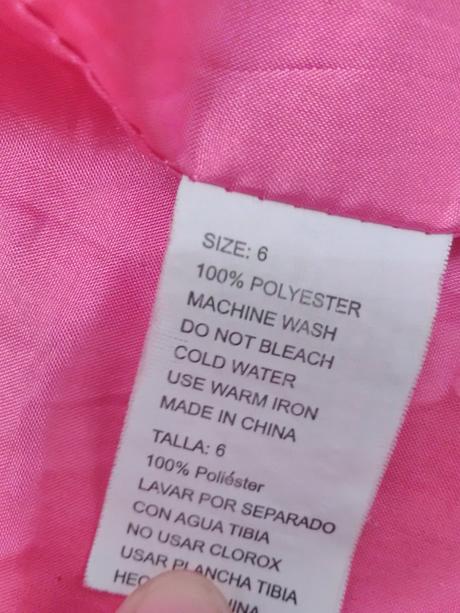 SIZE: 6
100% POLYESTER
MACHINE WASH
DO NOT BLEACH
COLD WATER
USE WARM IRON
MADE IN CHINA
TALLA: 6
100% Poliéster
LAVAR POR SEPARADO
CON AGUA TIBIA
NO USAR CLOROX
USAR PLANCHA TIBIA